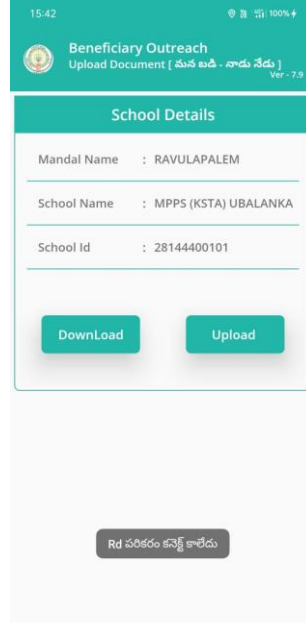 15:42
100%
Beneficiary Outreach
Upload Document [ మన బడి - నాడు నేడు ]
Ver - 7.9
School Details
Mandal Name : RAVULAPALEM
School Name : MPPS (KSTA) UBALANKA
School Id : 28144400101
DownLoad Upload
Rd పరికరం కనెక్ట్ కాలేదు